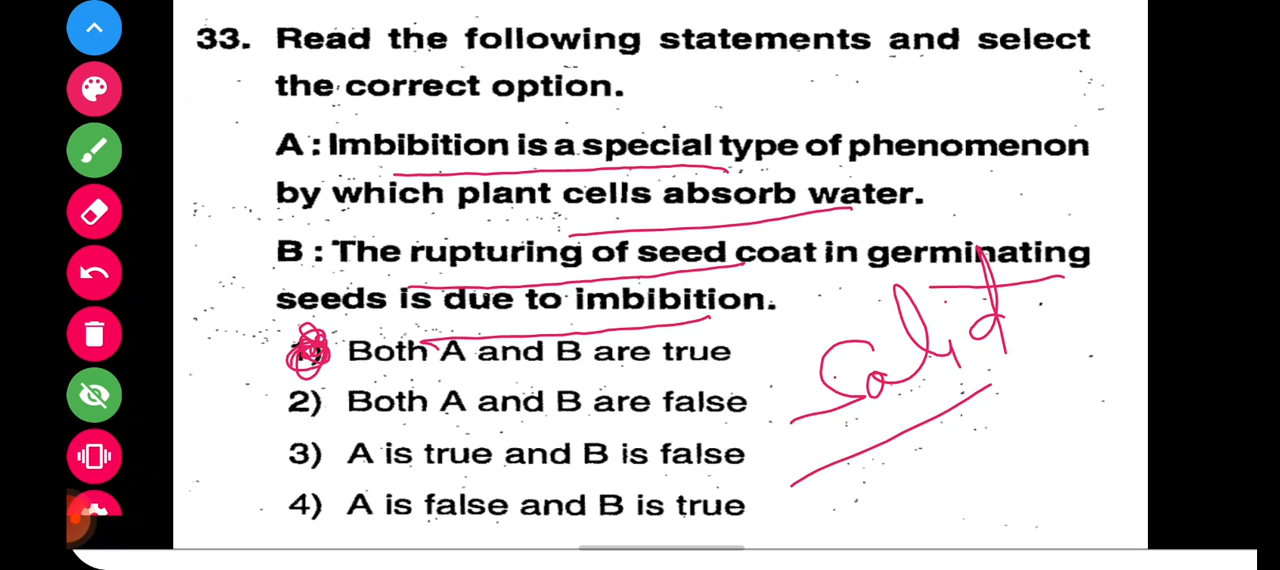 33. Read the following statements and select
the correct option.
A : Imbibition is a special type of phenomenon
by which plant cells absorb water.
B : The rupturing of seed coat in germinating
seeds is due to imbibition.
Both A and B are true
2) Both A and B are false
3) A is true and B is false
4) A is false and B is true
Solid